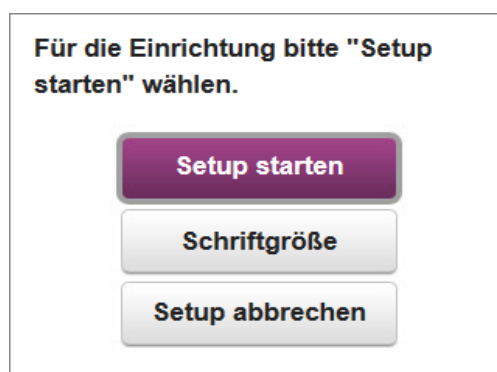 Für die Einrichtung bitte "Setup
starten" wählen.
Setup starten
Schriftgröße
Setup abbrechen